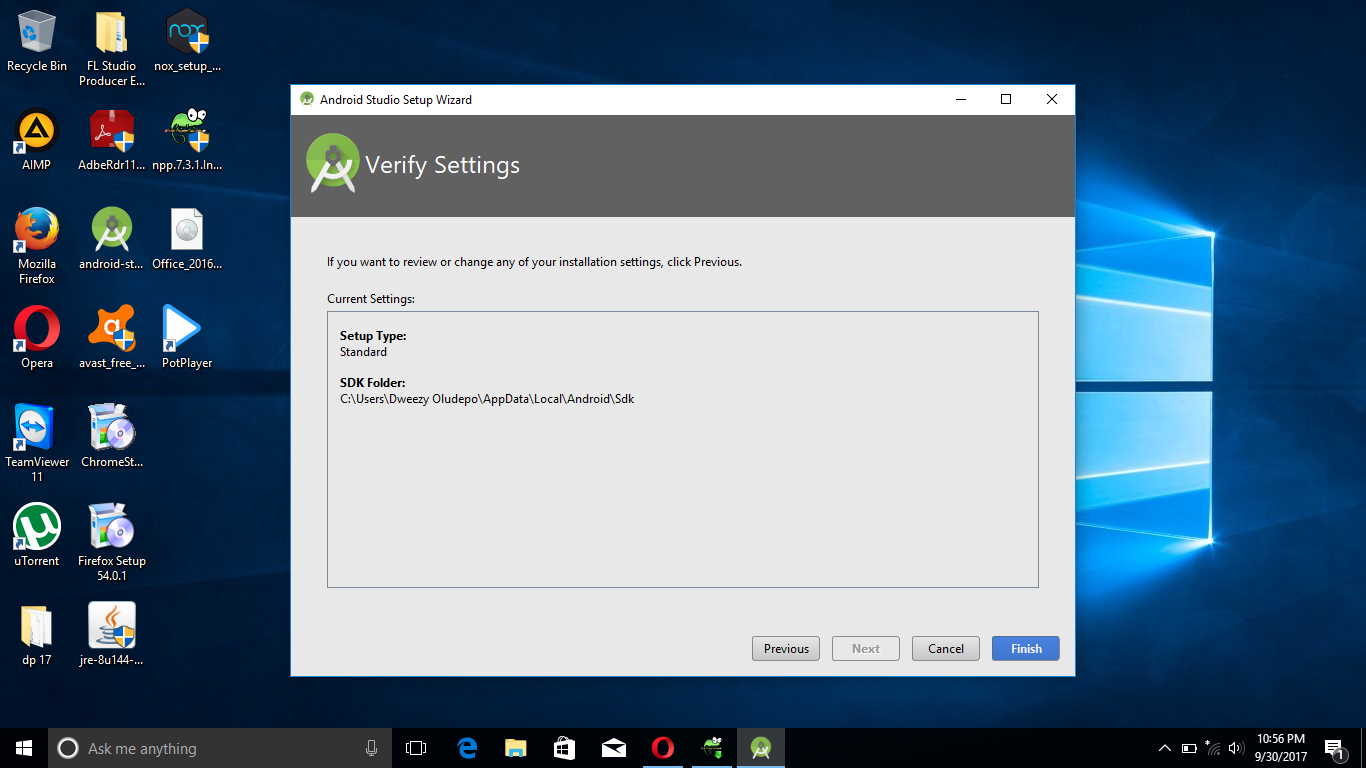 Recycle Bin
FL Studio
Producer E...
nox_setup_...
nox
AIMP
AdbeRdr11...
npp.7.3.1.In...
Mozilla
Firefox
android-st...
Office_2016...
Opera
avast_free_...
PotPlayer
TeamViewer
11
ChromeSt...
uTorrent
Firefox Setup
54.0.1
dp 17
jre-8u144-...
Android Studio Setup Wizard
Verify Settings
If you want to review or change any of your installation settings, click Previous.
Current Settings:
Setup Type:
Standard
SDK Folder:
C:\Users\Dweezy Oludepo\AppData\Local\Android\Sdk
Previous
Next
Cancel
Finish
Ask me anything
10:56 PM
9/30/2017
1